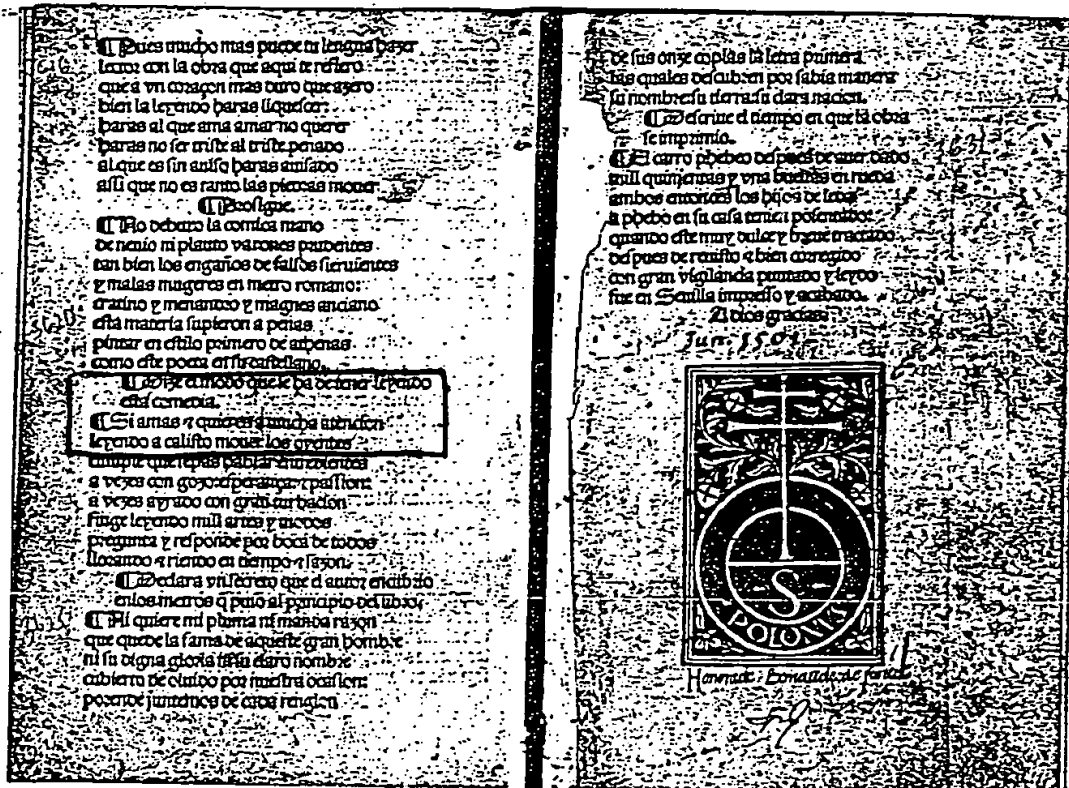 ¶ Pues mucho mas puede tu lengua hazer
lector con la obra que aqui te refiero
que a vn coraçon mas duro que azero
bien la leyendo haras liquescer:
haras al que ama amar no querer
haras no ser triste al triste penado
al que es sin auiso haras auisado
assi que no es tanto las piedras mouer
¶ Prosigue.
¶ No debuxo la comica mano
de neuio ni plauto varones prudentes
tan bien los engaños de falsos siruientes
y malas mugeres en metro romano:
cratino y menandro y magnes anciano
esta materia supieron a penas
pintar en estilo primero de athenas
como este poeta en su castellano
¶ Dize el modo que se ha de tener leyendo
esta comedia.
¶ Si amas ⁊ quieres a mucha atencion
leyendo a calisto mouer los oyentes
cumple que sepas hablar entre dientes
a vezes con gozo: esperança ⁊ passion:
a vezes ayrado con gran turbacion
finge leyendo mill artes y modos
pregunta y responde por boca de todos
llorando ⁊ riendo en tiempo ⁊ sazon:
¶ Declara vn secreto que el autor encubrio
en los metros q̃ puso al principio del libro,
¶ Ni quiere mi pluma ni manda razon
que quede la fama de aqueste gran hombre
ni su digna gloria ni su claro nombre
cubierto de oluido por nuestra ocasion:
porende juntemos de cada renglon
de sus onze coplas la letra primera
las quales descubren por sabia manera
su nombre: su tierra: su clara nacion.
¶ Descriue el tiempo en que la obra
se imprimio.
¶ El carro phebeo despues de auer dado
mill quinientas y vna bueltas en rueda
ambos entonces los hijos de leda
a phebo en su casa tenien posentado:
quando este muy dulce y breue tractado
despues de reuisto ⁊ bien corregido
con gran vigilancia puntado y leydo
fue en Seuilla impresso y acabado.
A dios gracias.
Jun. 1501
S
POLONVS